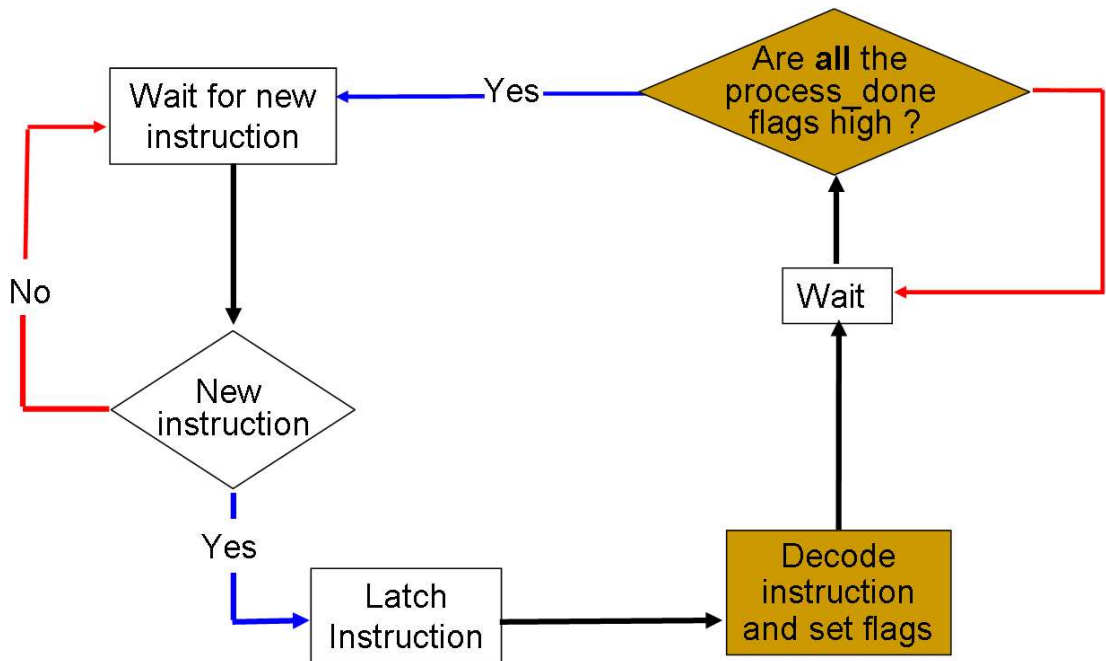 Wait for new
instruction
Yes
Are all the
process_done
flags high ?
No
Wait
New
instruction
Yes
Latch
Instruction
Decode
instruction
and set flags